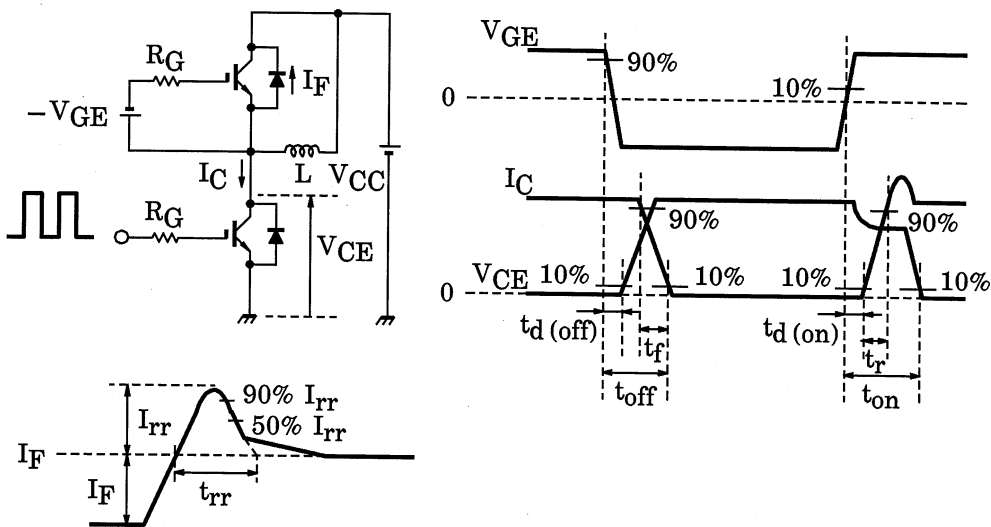 R_G
I_F
−V_GE
I_C
L
V_CC
R_G
V_CE
V_GE
90%
10%
0
I_C
90%
90%
V_CE
10%
10%
10%
10%
0
t_d (off)
t_f
t_off
t_d (on)
t_r
t_on
I_rr
90% I_rr
50% I_rr
I_F
I_F
t_rr